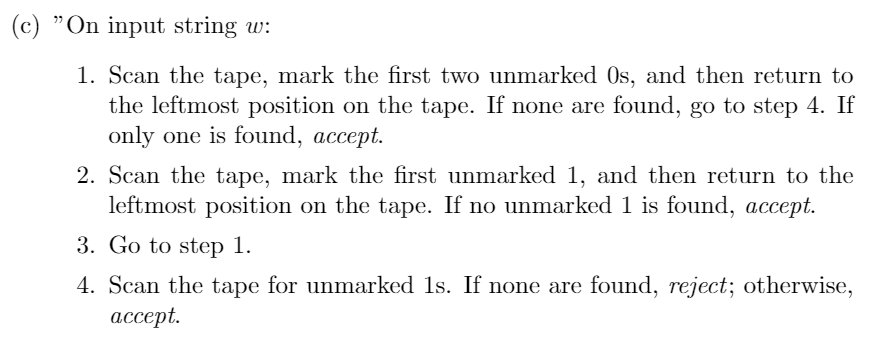 (c) ”On input string w:
1. Scan the tape, mark the first two unmarked 0s, and then return to
the leftmost position on the tape. If none are found, go to step 4. If
only one is found, accept.
2. Scan the tape, mark the first unmarked 1, and then return to the
leftmost position on the tape. If no unmarked 1 is found, accept.
3. Go to step 1.
4. Scan the tape for unmarked 1s. If none are found, reject; otherwise,
accept.